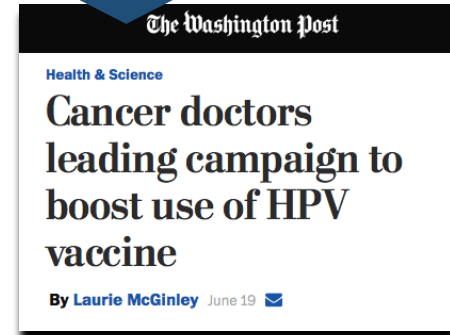 The Washington Post
Health & Science
Cancer doctors
leading campaign to
boost use of HPV
vaccine
By Laurie McGinley June 19